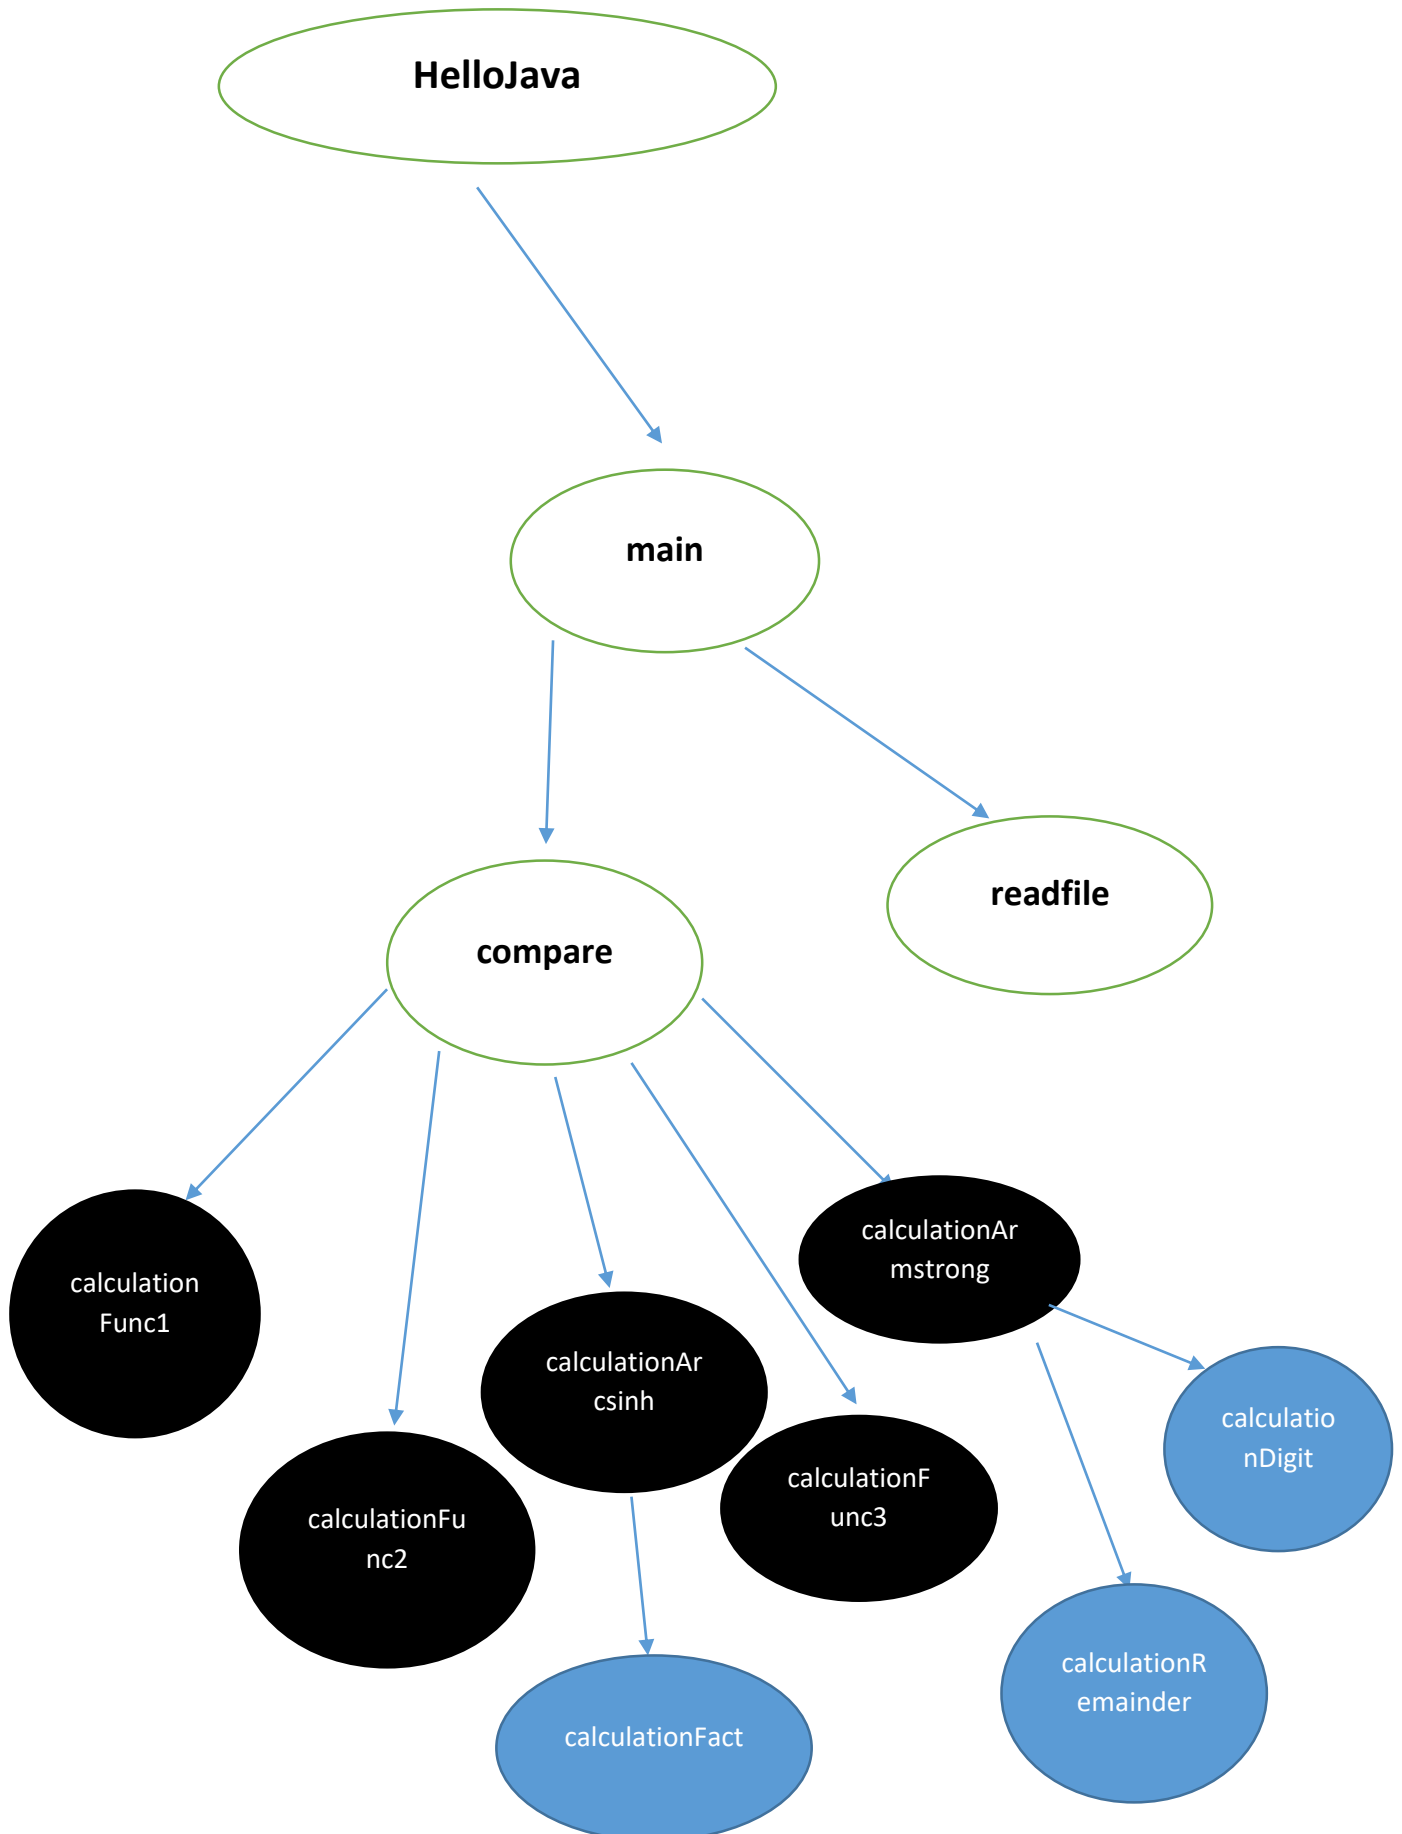 HelloJava
main
readfile
compare
calculationAr
mstrong
calculation
Func1
calculationAr
csinh
calculatio
nDigit
calculationF
unc3
calculationFu
nc2
calculationR
emainder
calculationFact